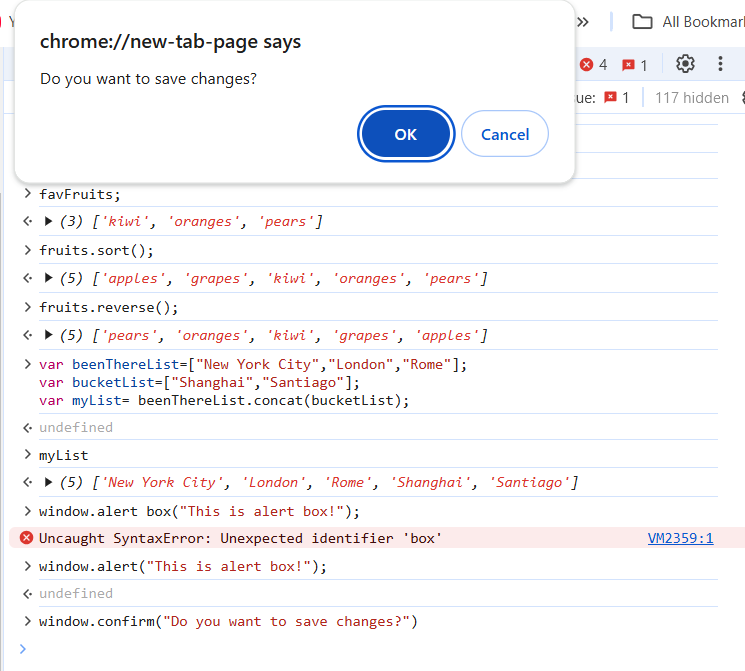 chrome://new-tab-page says
Do you want to save changes?
OK
Cancel
» All Bookmar
4 1
ue: 1 117 hidden
favFruits;
(3) ['kiwi', 'oranges', 'pears']
fruits.sort();
(5) ['apples', 'grapes', 'kiwi', 'oranges', 'pears']
fruits.reverse();
(5) ['pears', 'oranges', 'kiwi', 'grapes', 'apples']
var beenThereList=["New York City","London","Rome"];
var bucketList=["Shanghai","Santiago"];
var myList= beenThereList.concat(bucketList);
undefined
myList
(5) ['New York City', 'London', 'Rome', 'Shanghai', 'Santiago']
window.alert box("This is alert box!");
Uncaught SyntaxError: Unexpected identifier 'box' VM2359:1
window.alert("This is alert box!");
undefined
window.confirm("Do you want to save changes?")